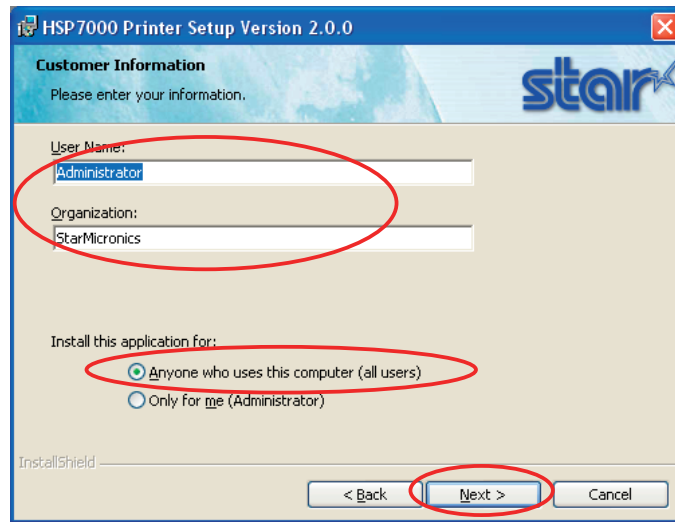 HSP7000 Printer Setup Version 2.0.0
Customer Information
Please enter your information.
star
User Name:
Administrator
Organization:
StarMicronics
Install this application for:
Anyone who uses this computer (all users)
Only for me (Administrator)
InstallShield
< Back
Next >
Cancel